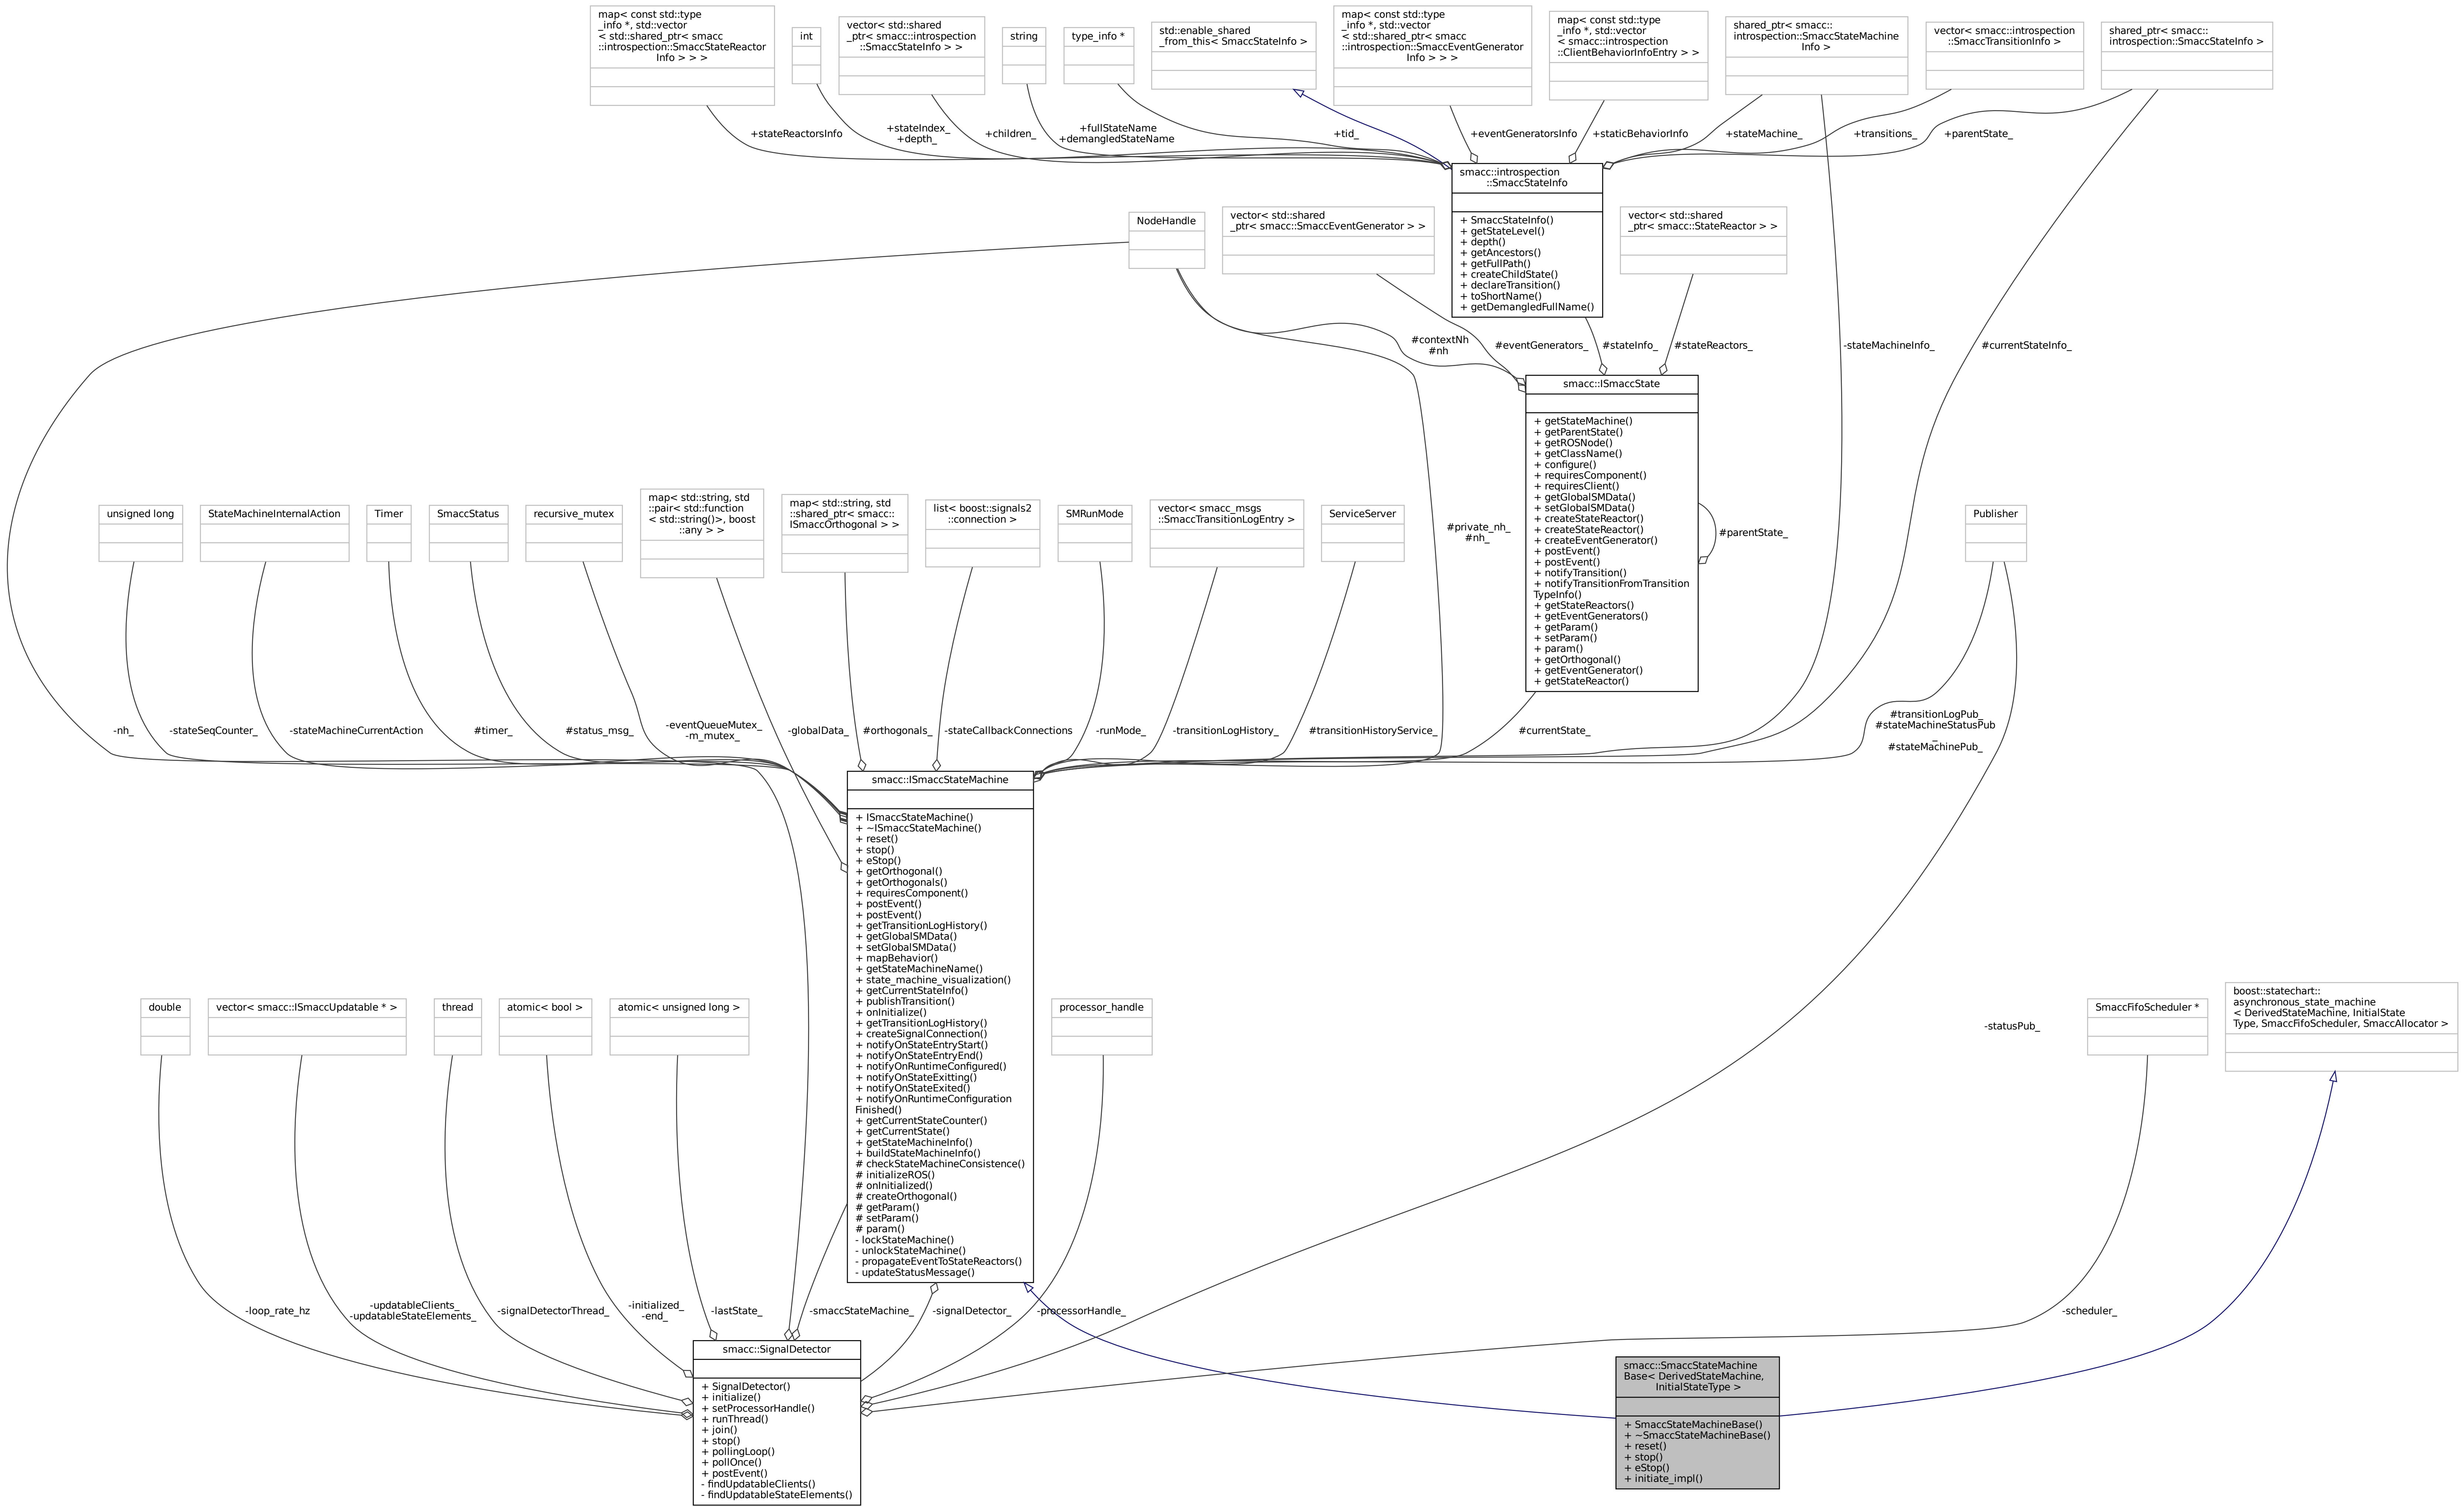 map< const std::type
_info *, std::vector
< std::shared_ptr< smacc
::introspection::SmaccStateReactor
Info > > >
int
vector< std::shared
_ptr< smacc::introspection
::SmaccStateInfo > >
string
type_info *
std::enable_shared
_from_this< SmaccStateInfo >
map< const std::type
_info *, std::vector
< std::shared_ptr< smacc
::introspection::SmaccEventGenerator
Info > > >
map< const std::type
_info *, std::vector
< smacc::introspection
::ClientBehaviorInfoEntry > >
shared_ptr< smacc::
introspection::SmaccStateMachine
Info >
vector< smacc::introspection
::SmaccTransitionInfo >
shared_ptr< smacc::
introspection::SmaccStateInfo >
+stateReactorsInfo
+stateIndex_
+depth_
+children_
+fullStateName
+demangledStateName
+tid_
+eventGeneratorsInfo
+staticBehaviorInfo
+stateMachine_
+transitions_
+parentState_
smacc::introspection
::SmaccStateInfo
+ SmaccStateInfo()
+ getStateLevel()
+ depth()
+ getAncestors()
+ getFullPath()
+ createChildState()
+ declareTransition()
+ toShortName()
+ getDemangledFullName()
NodeHandle
vector< std::shared
_ptr< smacc::SmaccEventGenerator > >
vector< std::shared
_ptr< smacc::StateReactor > >
#contextNh
#nh
#eventGenerators_
#stateInfo_
#stateReactors_
-stateMachineInfo_
#currentStateInfo_
smacc::ISmaccState
+ getStateMachine()
+ getParentState()
+ getROSNode()
+ getClassName()
+ configure()
+ requiresComponent()
+ requiresClient()
+ getGlobalSMData()
+ setGlobalSMData()
+ createStateReactor()
+ createStateReactor()
+ createEventGenerator()
+ postEvent()
+ postEvent()
+ notifyTransition()
+ notifyTransitionFromTransition
TypeInfo()
+ getStateReactors()
+ getEventGenerators()
+ getParam()
+ setParam()
+ param()
+ getOrthogonal()
+ getEventGenerator()
+ getStateReactor()
#parentState_
unsigned long
StateMachineInternalAction
Timer
SmaccStatus
recursive_mutex
map< std::string, std
::pair< std::function
< std::string()>, boost
::any > >
map< std::string, std
::shared_ptr< smacc::
ISmaccOrthogonal > >
list< boost::signals2
::connection >
SMRunMode
vector< smacc_msgs
::SmaccTransitionLogEntry >
ServiceServer
#private_nh_
#nh_
Publisher
-nh_
-stateSeqCounter_
-stateMachineCurrentAction
#timer_
#status_msg_
-eventQueueMutex_
-m_mutex_
-globalData_
#orthogonals_
-stateCallbackConnections
-runMode_
-transitionLogHistory_
#transitionHistoryService_
#currentState_
#transitionLogPub_
#stateMachineStatusPub
_
#stateMachinePub_
smacc::ISmaccStateMachine
+ ISmaccStateMachine()
+ ~ISmaccStateMachine()
+ reset()
+ stop()
+ eStop()
+ getOrthogonal()
+ getOrthogonals()
+ requiresComponent()
+ postEvent()
+ postEvent()
+ getTransitionLogHistory()
+ getGlobalSMData()
+ setGlobalSMData()
+ mapBehavior()
+ getStateMachineName()
+ state_machine_visualization()
+ getCurrentStateInfo()
+ publishTransition()
+ onInitialize()
+ getTransitionLogHistory()
+ createSignalConnection()
+ notifyOnStateEntryStart()
+ notifyOnStateEntryEnd()
+ notifyOnRuntimeConfigured()
+ notifyOnStateExitting()
+ notifyOnStateExited()
+ notifyOnRuntimeConfiguration
Finished()
+ getCurrentStateCounter()
+ getCurrentState()
+ getStateMachineInfo()
+ buildStateMachineInfo()
# checkStateMachineConsistence()
# initializeROS()
# onInitialized()
# createOrthogonal()
# getParam()
# setParam()
# param()
- lockStateMachine()
- unlockStateMachine()
- propagateEventToStateReactors()
- updateStatusMessage()
double
vector< smacc::ISmaccUpdatable * >
thread
atomic< bool >
atomic< unsigned long >
processor_handle
-statusPub_
SmaccFifoScheduler *
boost::statechart::
asynchronous_state_machine
< DerivedStateMachine, InitialState
Type, SmaccFifoScheduler, SmaccAllocator >
-loop_rate_hz
-updatableClients_
-updatableStateElements_
-signalDetectorThread_
-initialized_
-end_
-lastState_
-smaccStateMachine_
-signalDetector_
-processorHandle_
-scheduler_
smacc::SignalDetector
+ SignalDetector()
+ initialize()
+ setProcessorHandle()
+ runThread()
+ join()
+ stop()
+ pollingLoop()
+ pollOnce()
+ postEvent()
- findUpdatableClients()
- findUpdatableStateElements()
smacc::SmaccStateMachine
Base< DerivedStateMachine,
InitialStateType >
+ SmaccStateMachineBase()
+ ~SmaccStateMachineBase()
+ reset()
+ stop()
+ eStop()
+ initiate_impl()